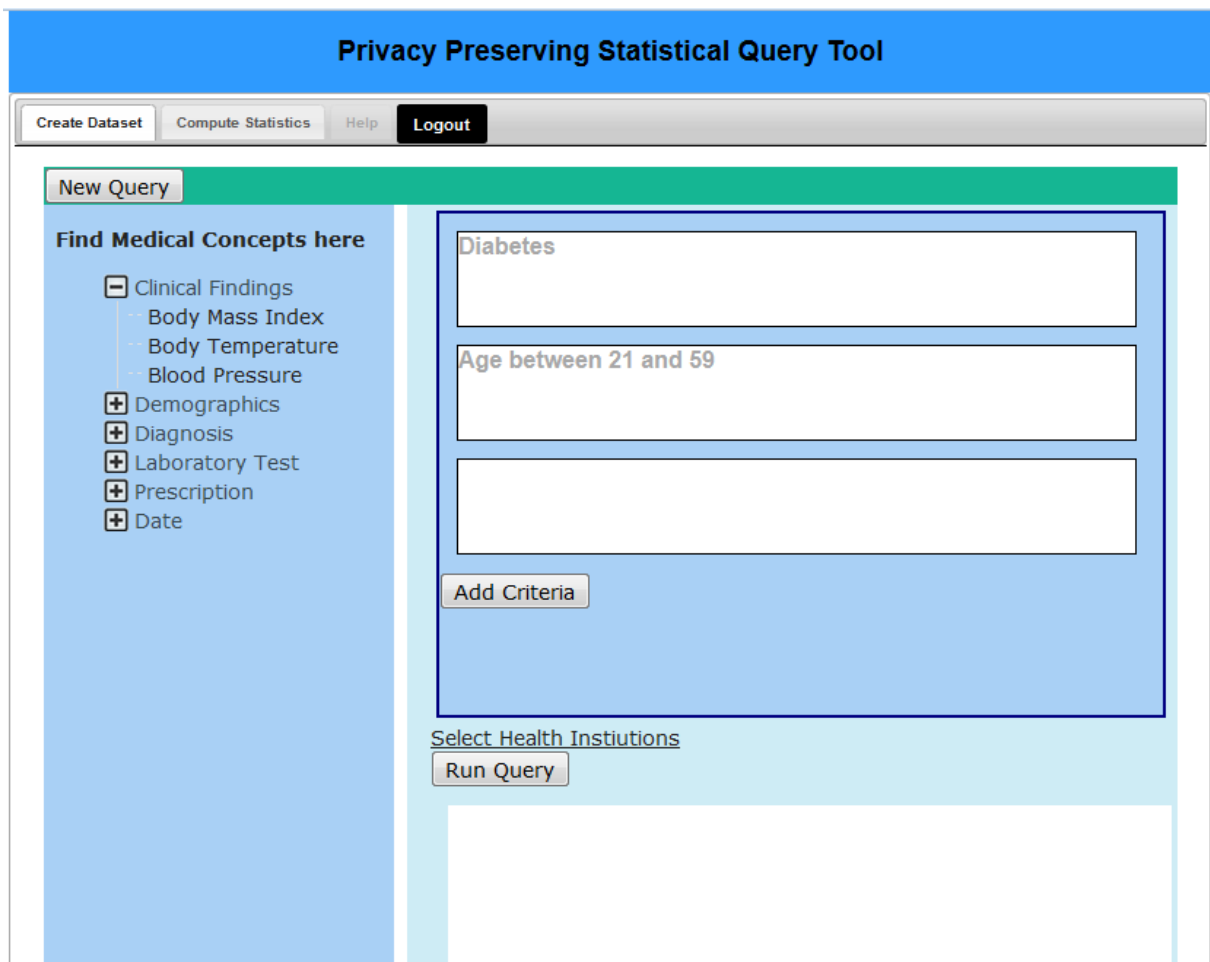 Privacy Preserving Statistical Query Tool
Create Dataset Compute Statistics Help Logout
New Query
Find Medical Concepts here
Clinical Findings
Body Mass Index
Body Temperature
Blood Pressure
Demographics
Diagnosis
Laboratory Test
Prescription
Date
Diabetes
Age between 21 and 59
Add Criteria
Select Health Instiutions
Run Query